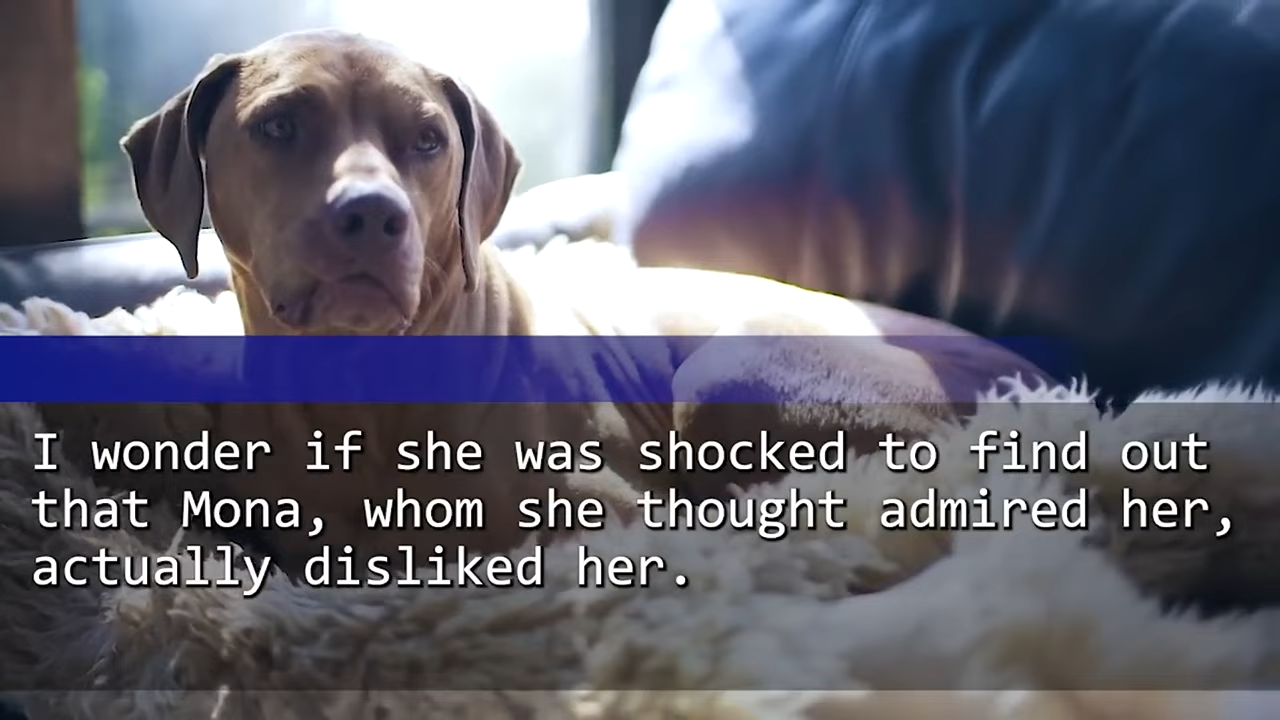 I wonder if she was shocked to find out
that Mona, whom she thought admired her,
actually disliked her.